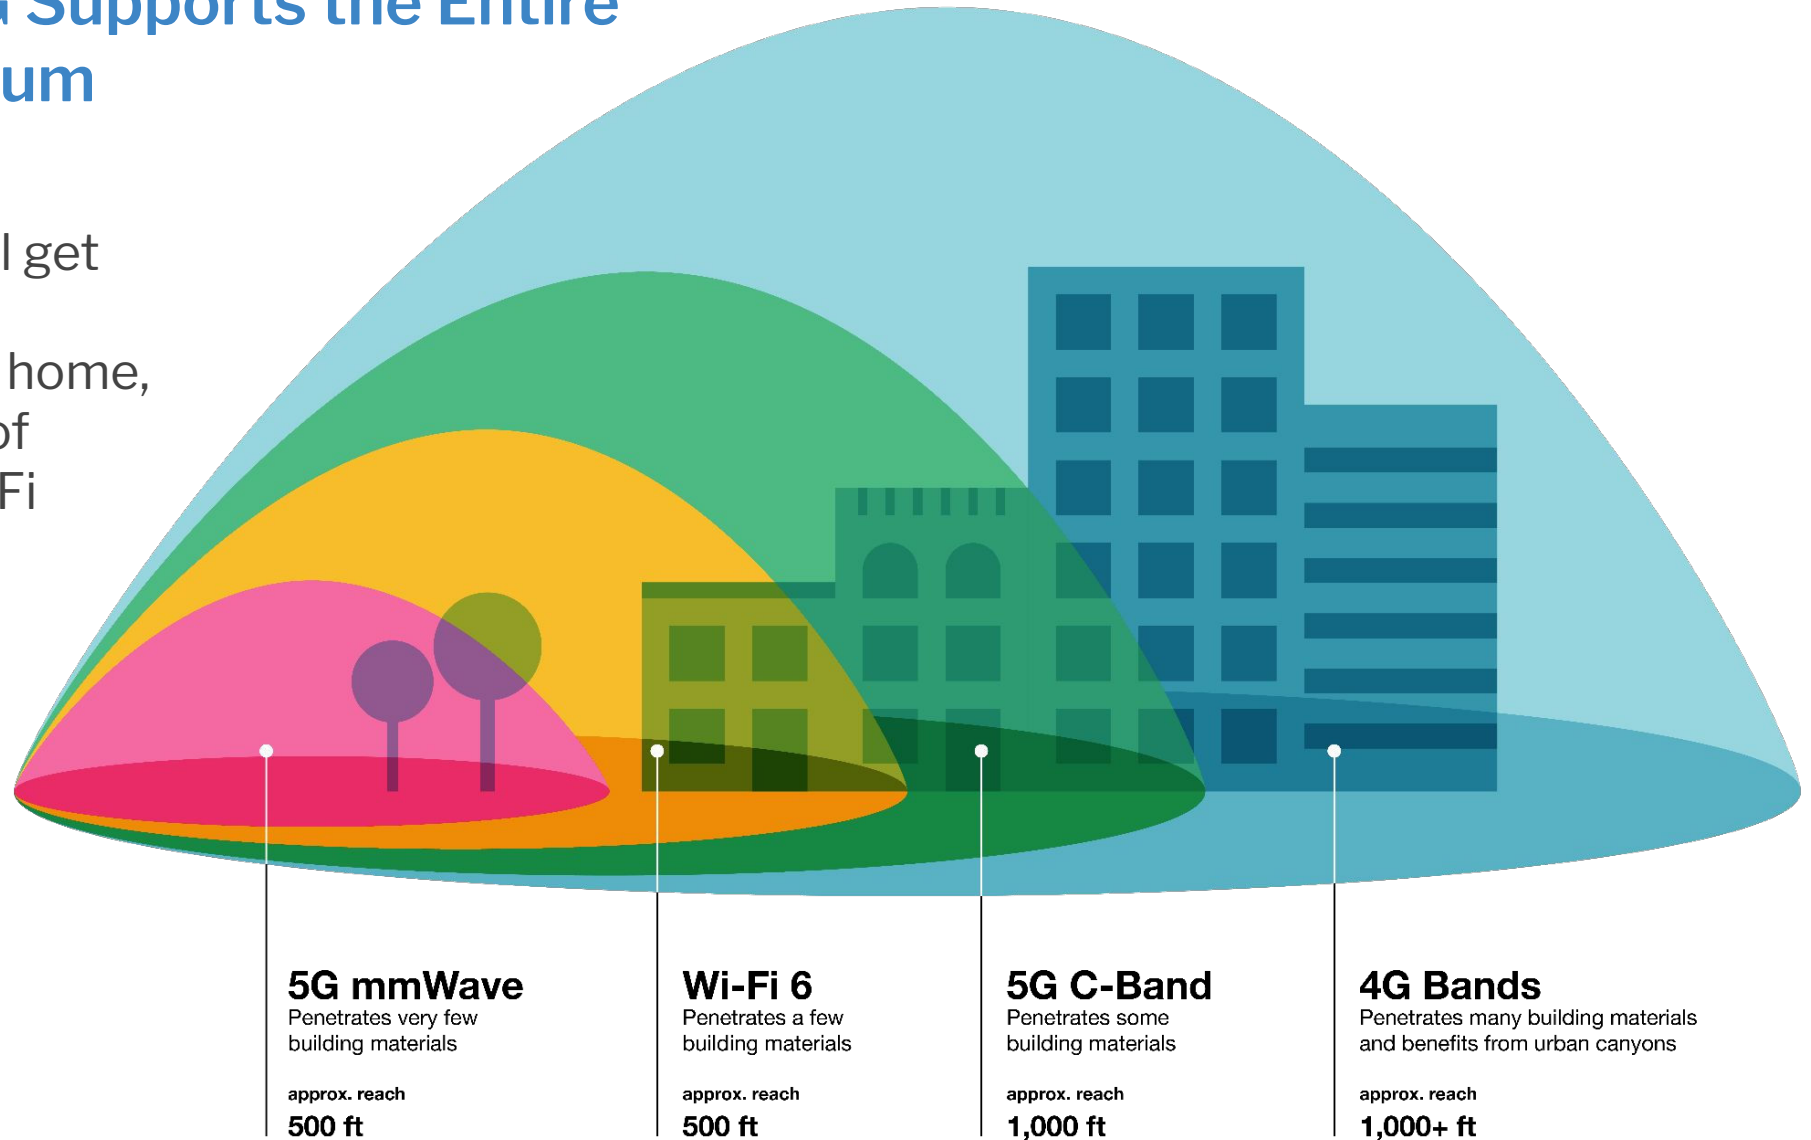 G Supports the Entire
um
l get
home,
of
Fi
5G mmWave
Penetrates very few
building materials
approx. reach
500 ft
Wi-Fi 6
Penetrates a few
building materials
approx. reach
500 ft
5G C-Band
Penetrates some
building materials
approx. reach
1,000 ft
4G Bands
Penetrates many building materials
and benefits from urban canyons
approx. reach
1,000+ ft